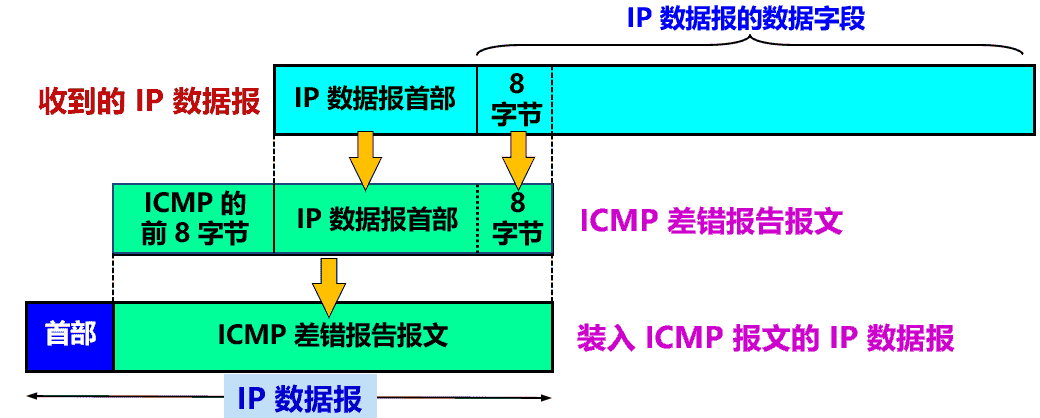 IP 数据报的数据字段
收到的 IP 数据报
IP 数据报首部
8
字节
ICMP 的
前 8 字节
IP 数据报首部
8
字节
ICMP 差错报告报文
首部
ICMP 差错报告报文
装入 ICMP 报文的 IP 数据报
IP 数据报